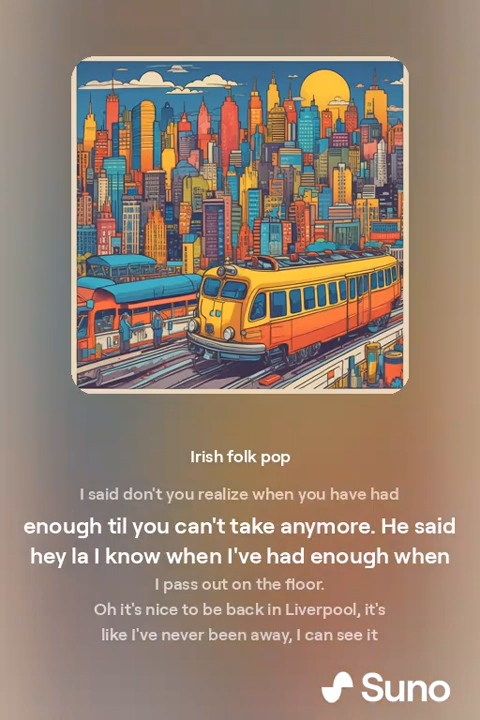 Irish folk pop
I said don't you realize when you have had
enough til you can't take anymore. He said
hey la I know when I've had enough when
I pass out on the floor.
Oh it's nice to be back in Liverpool, it's
like I've never been away, I can see it
Suno